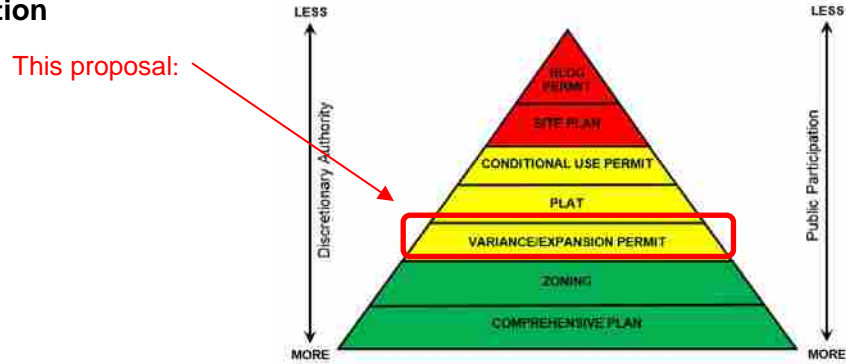 tion
This proposal:
LESS
Discretionary Authority
MORE
BLDG
PERMIT
SITE PLAN
CONDITIONAL USE PERMIT
PLAT
VARIANCE/EXPANSION PERMIT
ZONING
COMPREHENSIVE PLAN
LESS
Public Participation
MORE